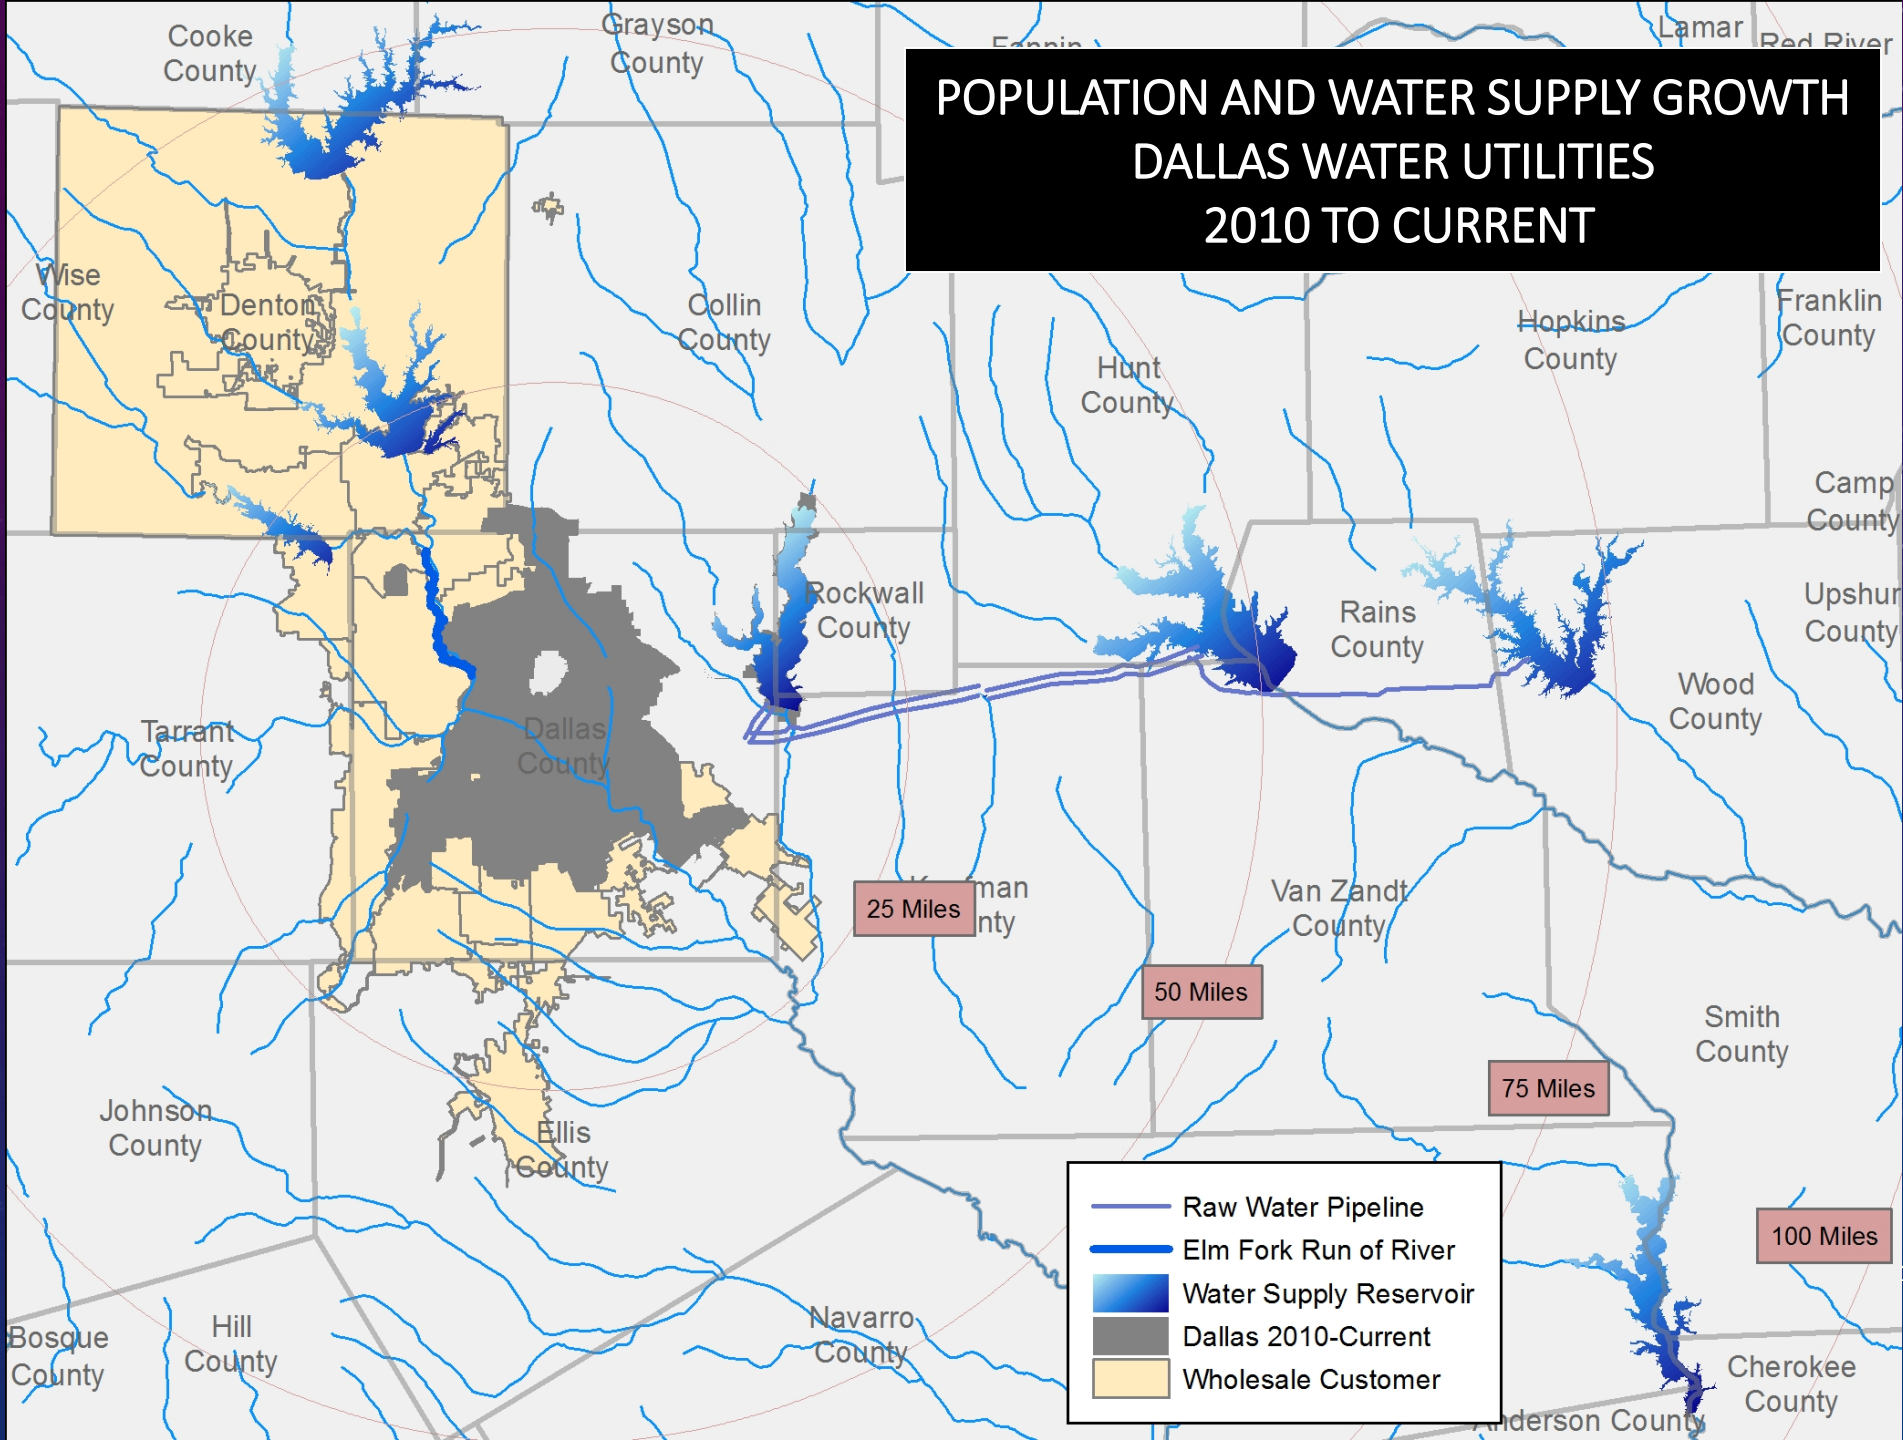 Cooke
County
Grayson
County
Fannin
Lamar
Red River
POPULATION AND WATER SUPPLY GROWTH
DALLAS WATER UTILITIES
2010 TO CURRENT
Wise
County
Denton
County
Collin
County
Hunt
County
Hopkins
County
Franklin
County
Camp
County
Rockwall
County
Rains
County
Upshur
County
Wood
County
Tarrant
County
Dallas
County
25 Miles
Van Zandt
County
50 Miles
Smith
County
75 Miles
Johnson
County
Ellis
County
100 Miles
Raw Water Pipeline
Elm Fork Run of River
Water Supply Reservoir
Dallas 2010-Current
Wholesale Customer
Bosque
County
Hill
County
Navarro
County
Cherokee
County
Anderson County